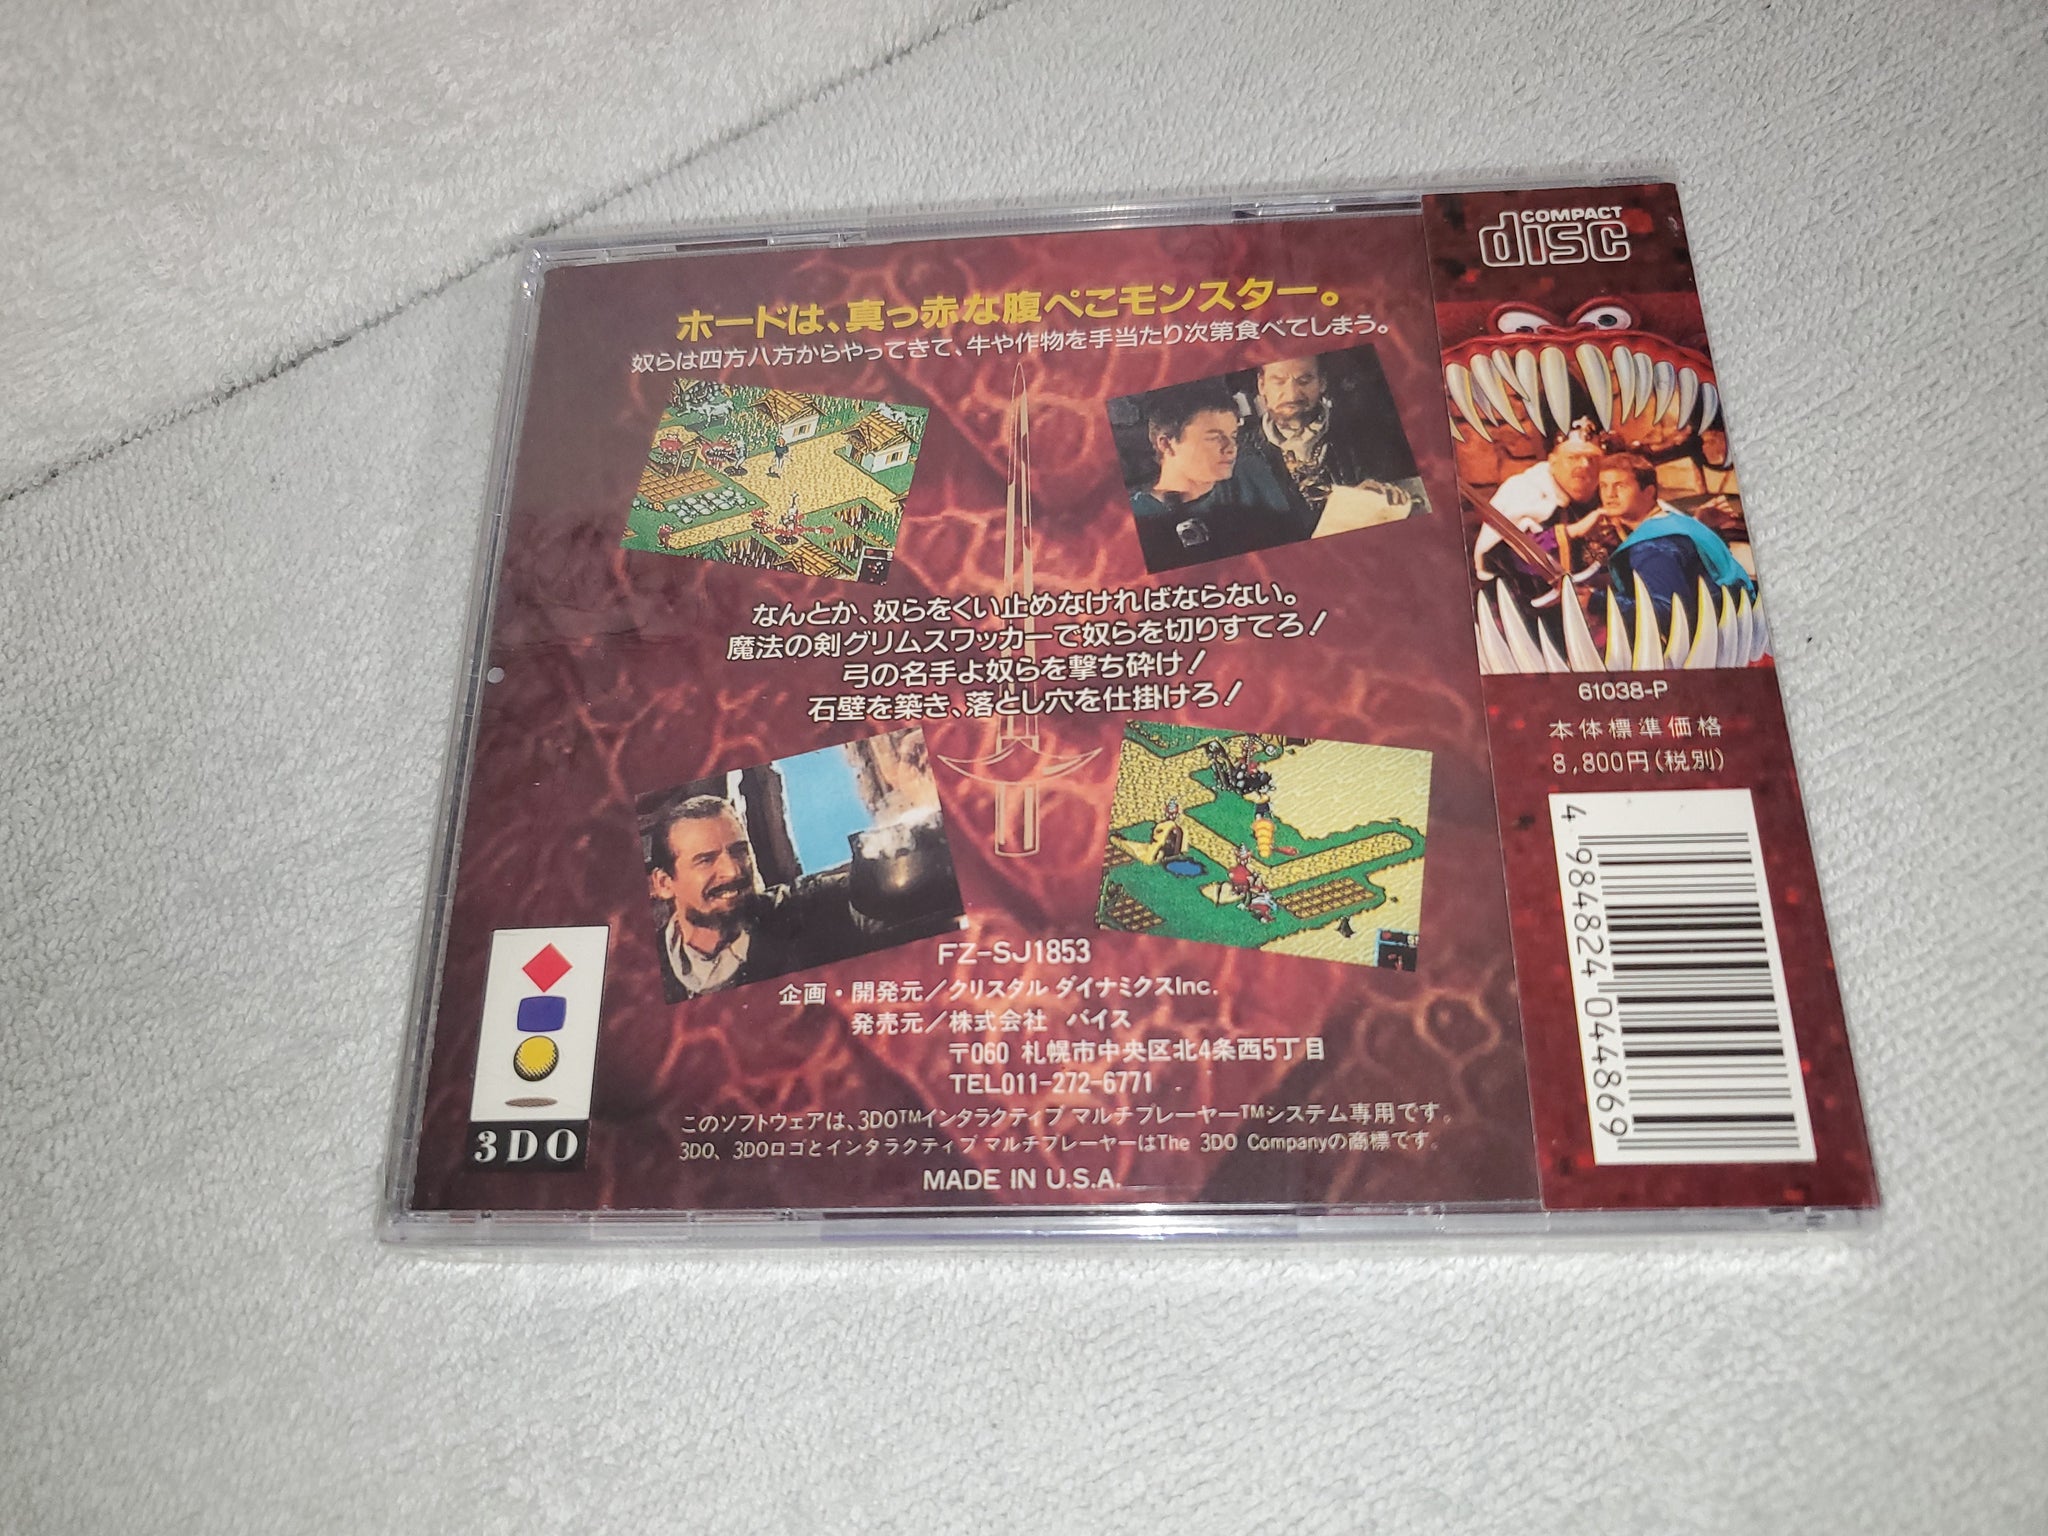 ホードは、真っ赤な腹ぺこモンスター。
奴らは四方八方からやってきて、牛や作物を手当たり次第食べてしまう。
なんとか、奴らをくい止めなければならない。
魔法の剣グリムスワッカーで奴らを切りすてろ！
弓の名手よ奴らを撃ち砕け！
石壁を築き、落とし穴を仕掛けろ！
FZ-SJ1853
企画・開発元／クリスタル ダイナミクスInc.
発売元／株式会社 バイス
〒060 札幌市中央区北4条西5丁目
TEL011-272-6771
このソフトウェアは、3DO™インタラクティブ マルチプレーヤー™システム専用です。
3DO、3DOロゴとインタラクティブ マルチプレーヤーはThe 3DO Companyの商標です。
MADE IN U.S.A.
3DO
COMPACT
disc
61038-P
本体標準価格
8,800円(税別)
4 984824 044869